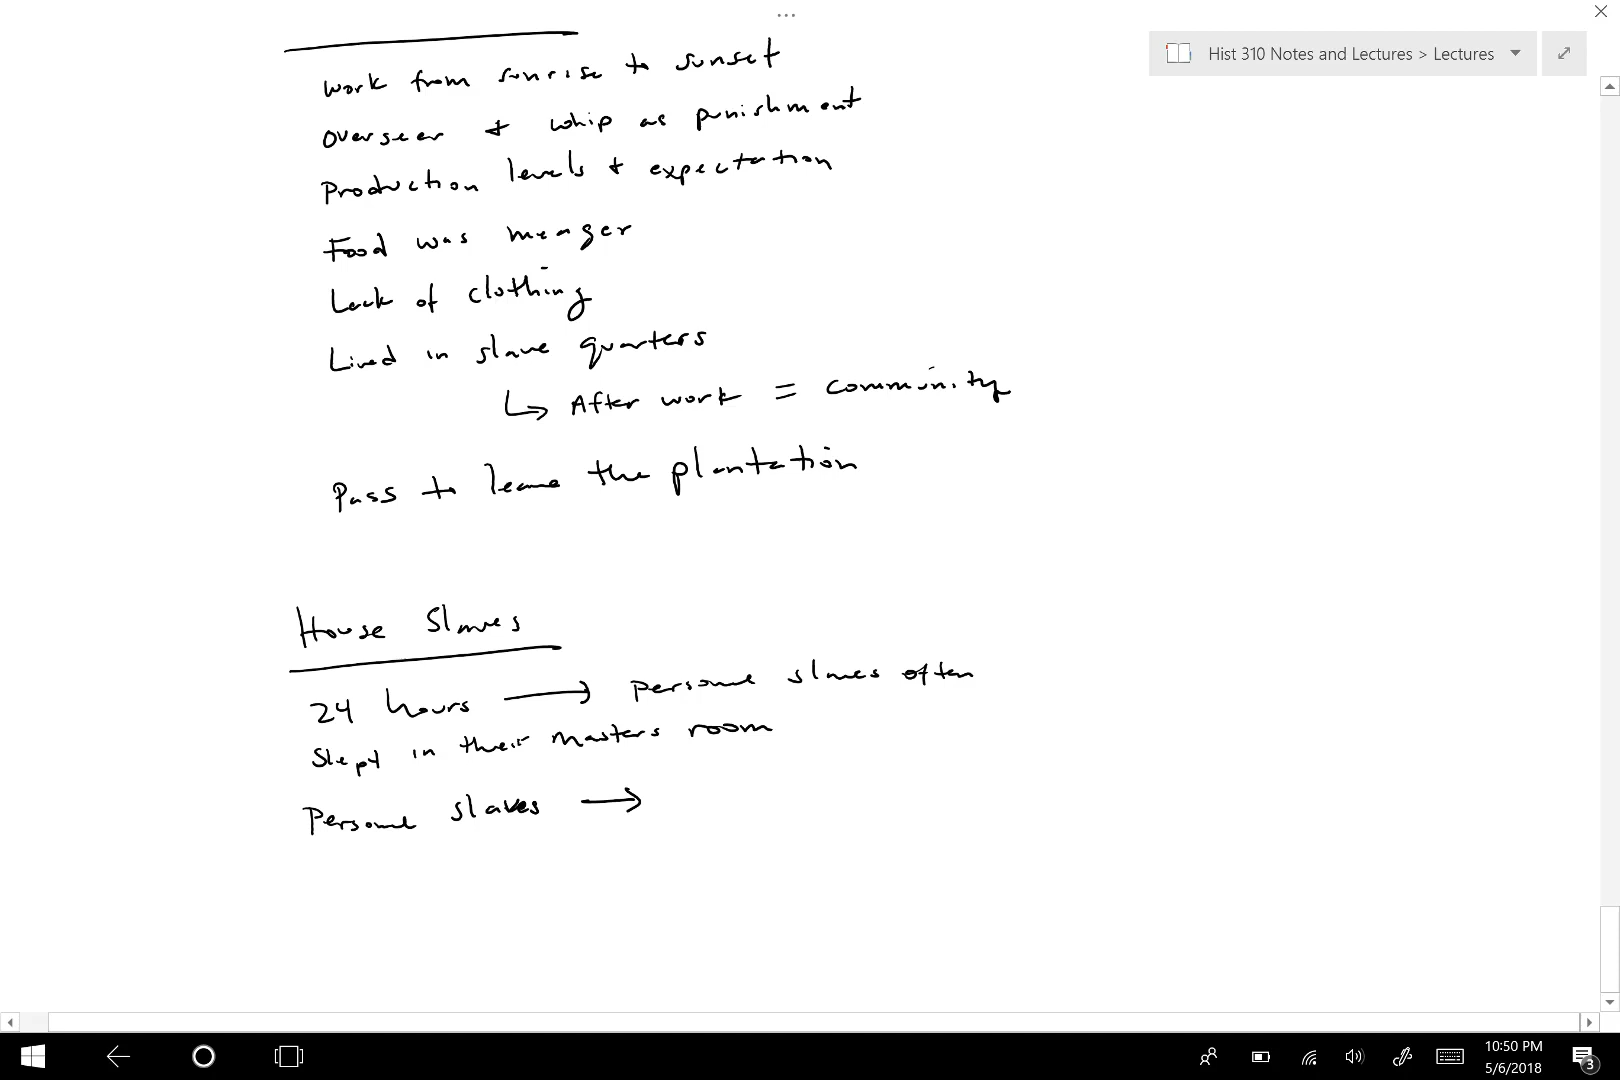 ...
Hist 310 Notes and Lectures > Lectures
work from sunrise to sunset
overseer + whip as punishment
Production levels + expectation
Food was meager
Lack of clothing
Lived in slave quarters
↳ After work = community
Pass to leave the plantation
House Slaves
24 hours → personal slaves often
slept in their masters room
Personal slaves →
10:50 PM
5/6/2018
3